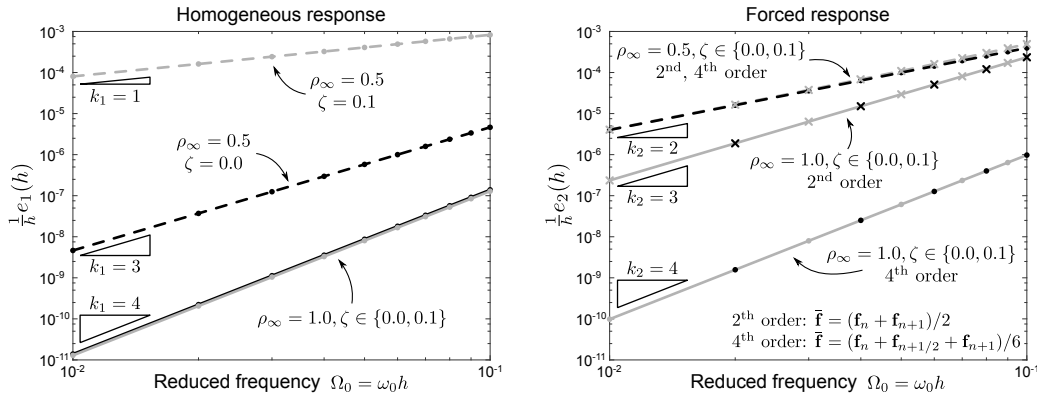 Homogeneous response
10⁻³
10⁻⁴
10⁻⁵
10⁻⁶
10⁻⁷
10⁻⁸
10⁻⁹
10⁻¹⁰
10⁻¹¹
1/h e₁(h)
k₁ = 1
ρ∞ = 0.5
ζ = 0.1
ρ∞ = 0.5
ζ = 0.0
k₁ = 3
k₁ = 4
ρ∞ = 1.0, ζ ∈ {0.0, 0.1}
10⁻²
10⁻¹
Reduced frequency Ω₀ = ω₀h
Forced response
10⁻³
10⁻⁴
10⁻⁵
10⁻⁶
10⁻⁷
10⁻⁸
10⁻⁹
10⁻¹⁰
10⁻¹¹
1/h e₂(h)
ρ∞ = 0.5, ζ ∈ {0.0, 0.1}
2ⁿᵈ, 4ᵗʰ order
k₂ = 2
k₂ = 3
ρ∞ = 1.0, ζ ∈ {0.0, 0.1}
2ⁿᵈ order
k₂ = 4
ρ∞ = 1.0, ζ ∈ {0.0, 0.1}
4ᵗʰ order
2ᵗʰ order: f̄ = (fₙ + fₙ₊₁)/2
4ᵗʰ order: f̄ = (fₙ + fₙ₊₁/₂ + fₙ₊₁)/6
10⁻²
10⁻¹
Reduced frequency Ω₀ = ω₀h